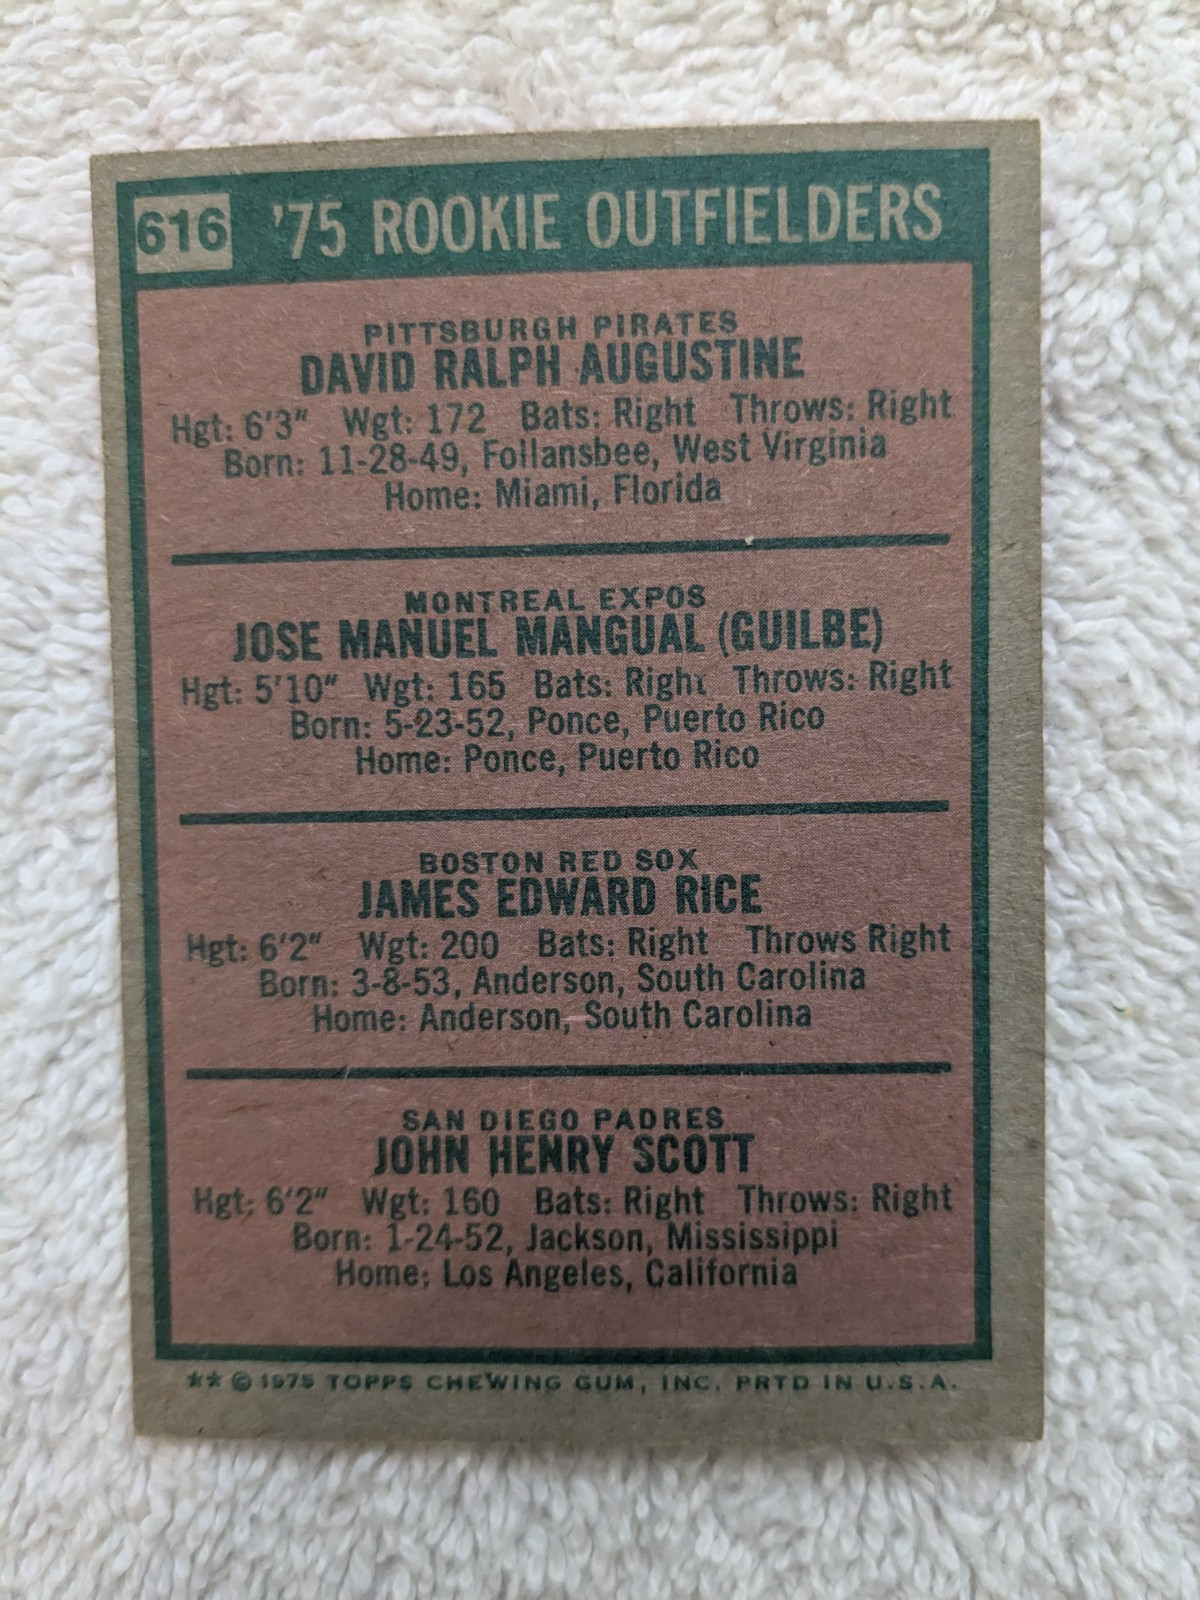 616 '75 ROOKIE OUTFIELDERS
PITTSBURGH PIRATES
DAVID RALPH AUGUSTINE
Hgt: 6'3" Wgt: 172 Bats: Right Throws: Right
Born: 11-28-49, Follansbee, West Virginia
Home: Miami, Florida
MONTREAL EXPOS
JOSE MANUEL MANGUAL (GUILBE)
Hgt: 5'10" Wgt: 165 Bats: Right Throws: Right
Born: 5-23-52, Ponce, Puerto Rico
Home: Ponce, Puerto Rico
BOSTON RED SOX
JAMES EDWARD RICE
Hgt: 6'2" Wgt: 200 Bats: Right Throws Right
Born: 3-8-53, Anderson, South Carolina
Home: Anderson, South Carolina
SAN DIEGO PADRES
JOHN HENRY SCOTT
Hgt: 6'2" Wgt: 160 Bats: Right Throws: Right
Born: 1-24-52, Jackson, Mississippi
Home: Los Angeles, California
** © 1975 TOPPS CHEWING GUM, INC. PRTD IN U.S.A.